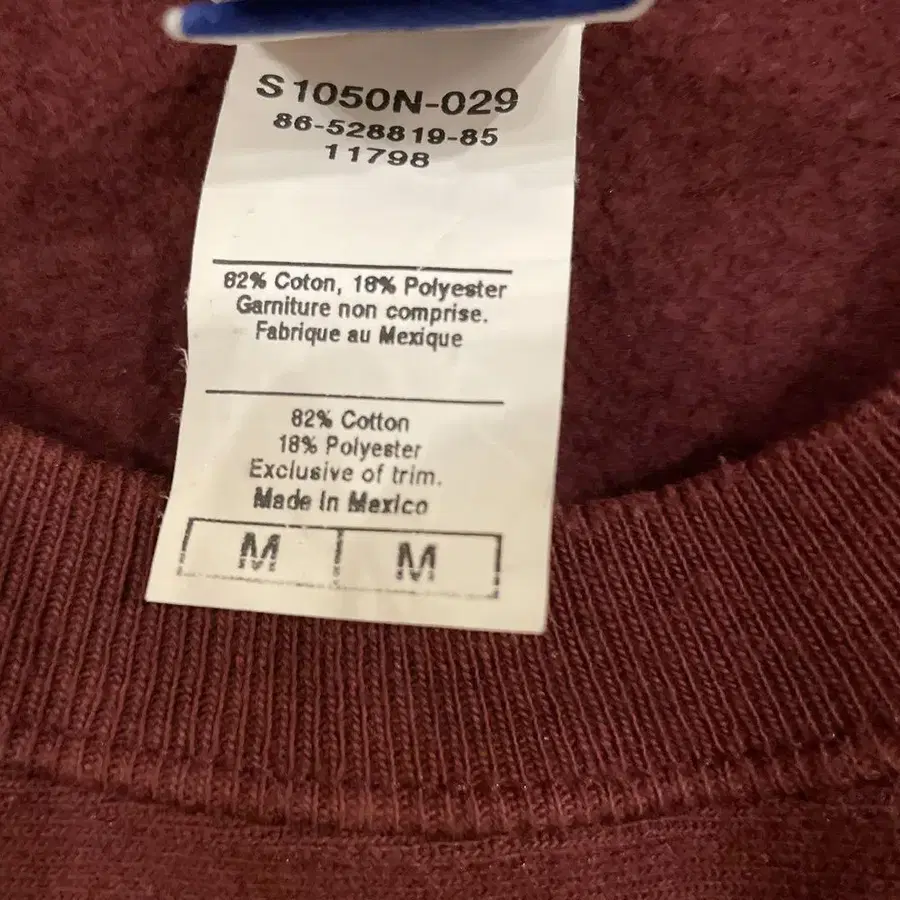 S1050N-029
86-528819-85
11798
82% Coton, 18% Polyester
Garniture non comprise.
Fabrique au Mexique
82% Cotton
18% Polyester
Exclusive of trim.
Made In Mexico
M M